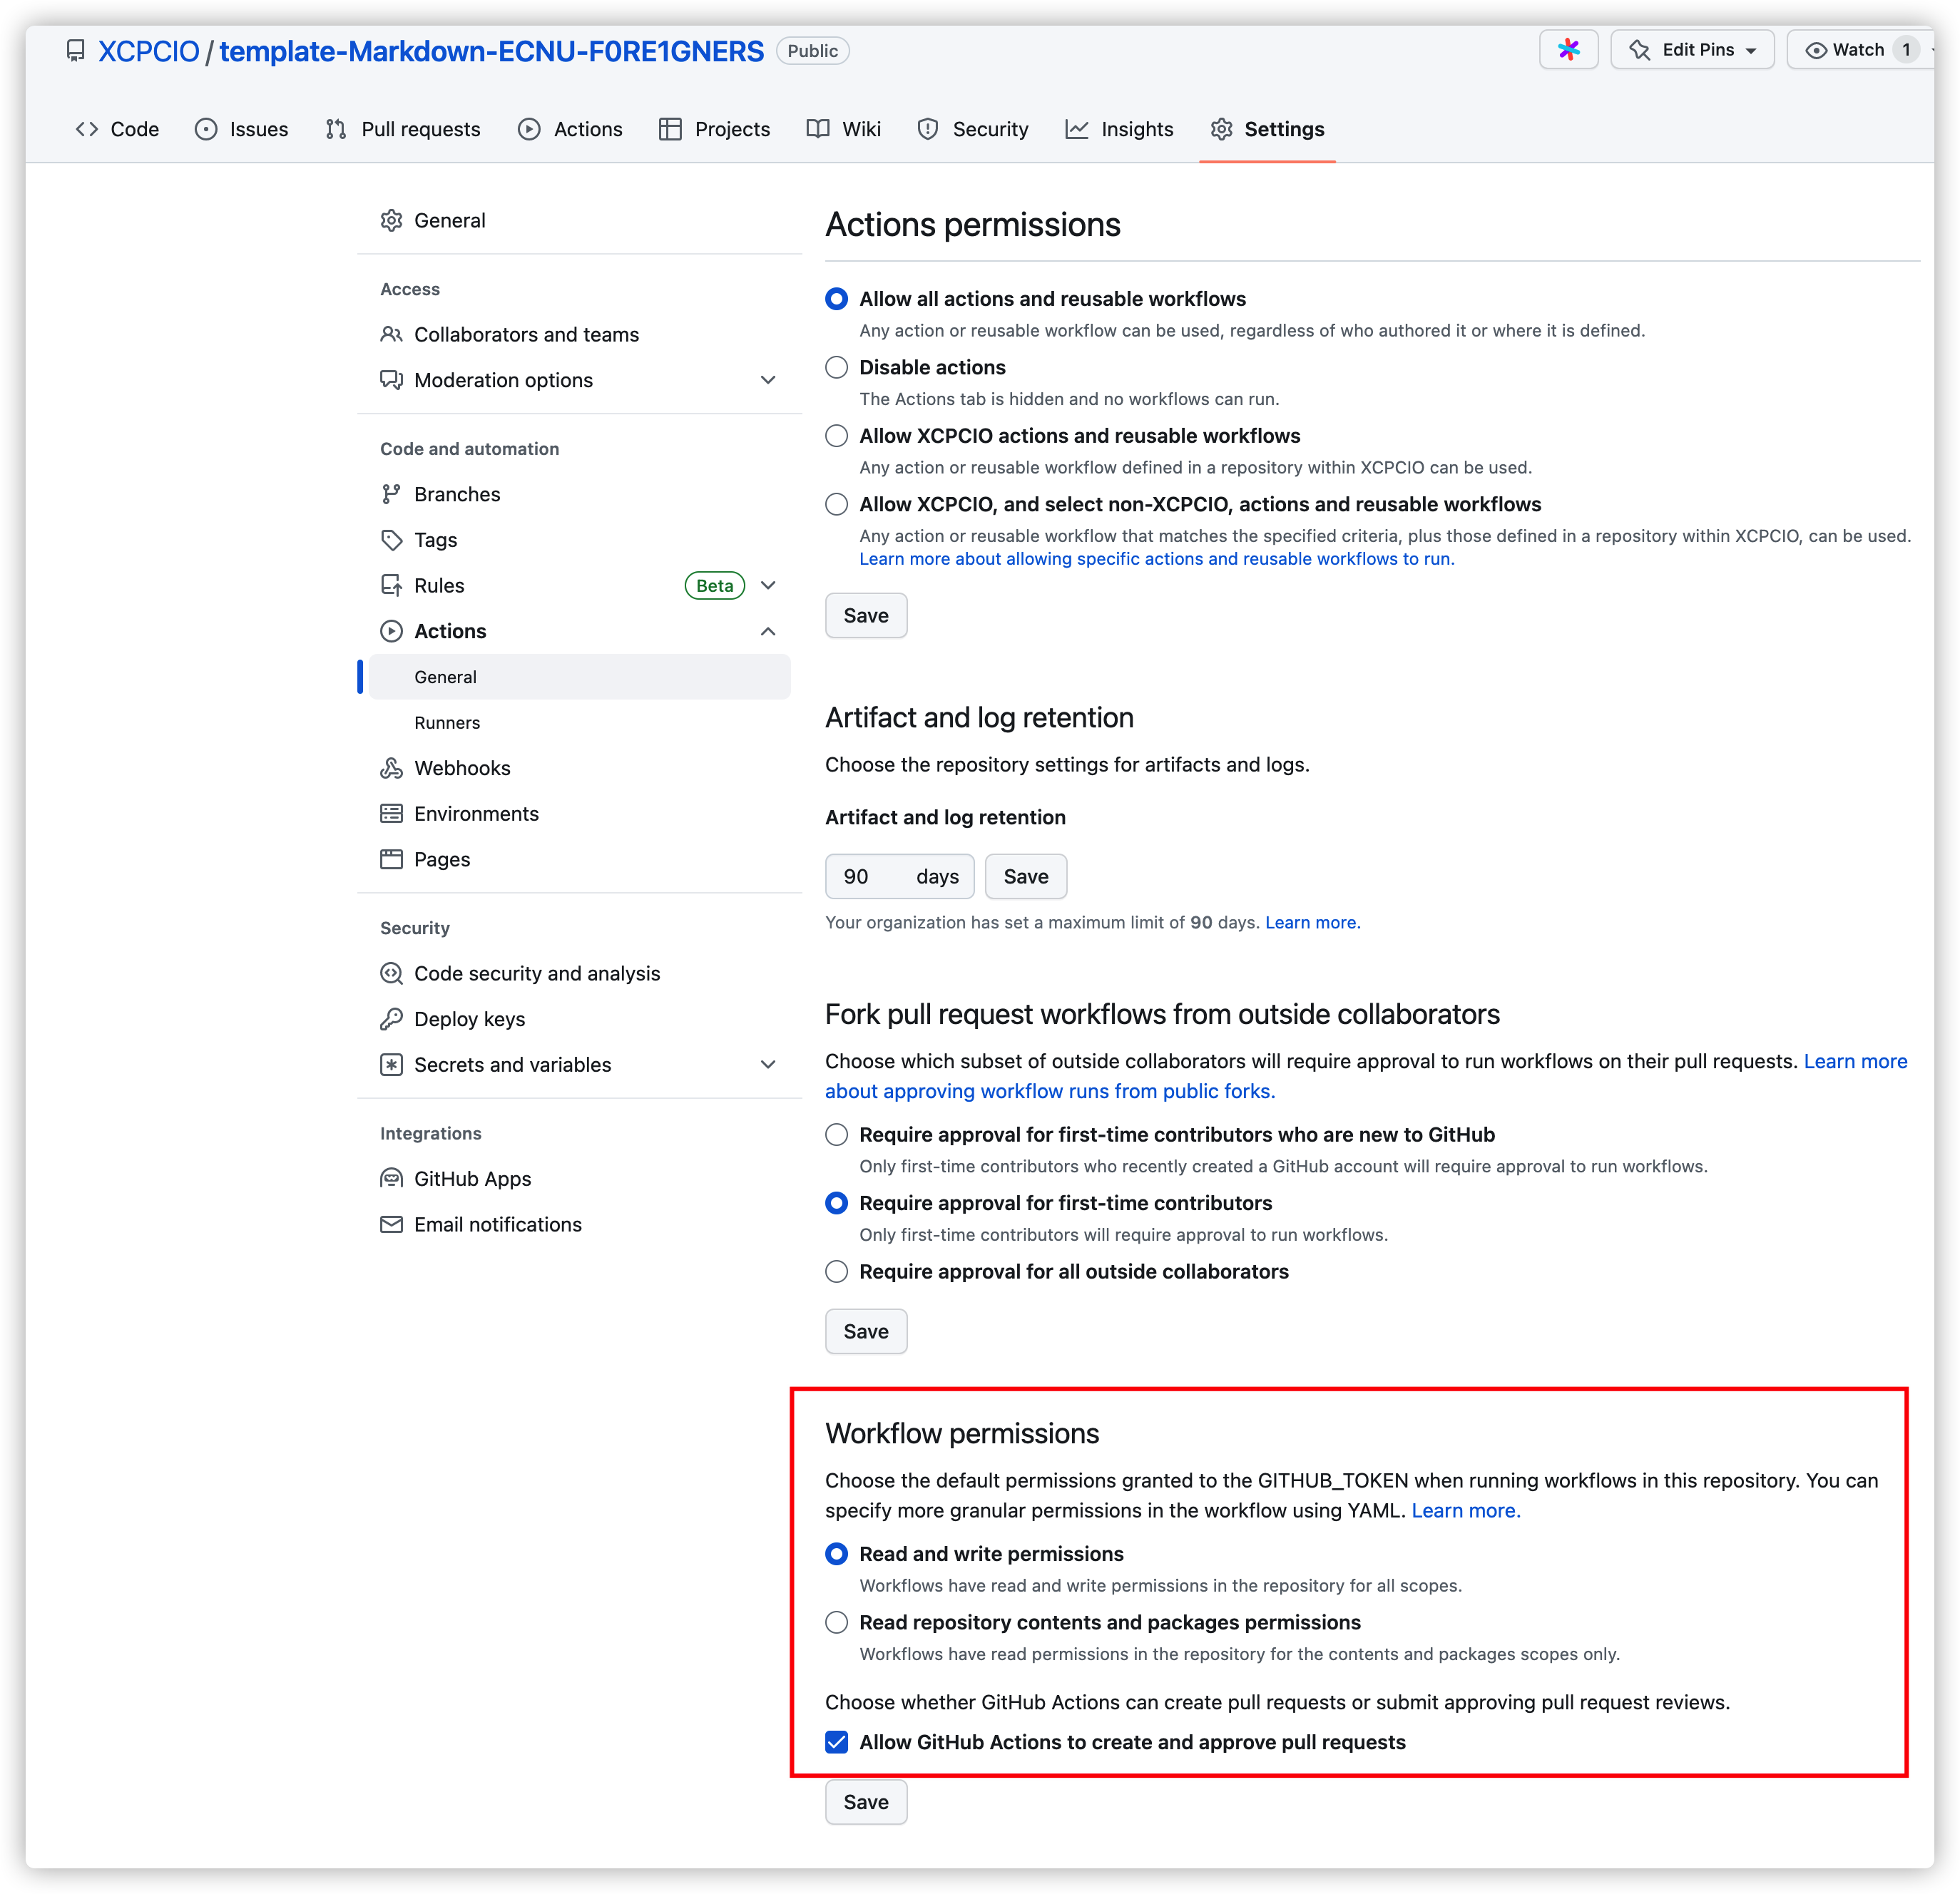 XCPCIO / template-Markdown-ECNU-F0RE1GNERS Public
Edit Pins
Watch 1
Code
Issues
Pull requests
Actions
Projects
Wiki
Security
Insights
Settings
General
Access
Collaborators and teams
Moderation options
Code and automation
Branches
Tags
Rules Beta
Actions
General
Runners
Webhooks
Environments
Pages
Security
Code security and analysis
Deploy keys
Secrets and variables
Integrations
GitHub Apps
Email notifications
Actions permissions
Allow all actions and reusable workflows
Any action or reusable workflow can be used, regardless of who authored it or where it is defined.
Disable actions
The Actions tab is hidden and no workflows can run.
Allow XCPCIO actions and reusable workflows
Any action or reusable workflow defined in a repository within XCPCIO can be used.
Allow XCPCIO, and select non-XCPCIO, actions and reusable workflows
Any action or reusable workflow that matches the specified criteria, plus those defined in a repository within XCPCIO, can be used.
Learn more about allowing specific actions and reusable workflows to run.
Save
Artifact and log retention
Choose the repository settings for artifacts and logs.
Artifact and log retention
90 days Save
Your organization has set a maximum limit of 90 days. Learn more.
Fork pull request workflows from outside collaborators
Choose which subset of outside collaborators will require approval to run workflows on their pull requests. Learn more
about approving workflow runs from public forks.
Require approval for first-time contributors who are new to GitHub
Only first-time contributors who recently created a GitHub account will require approval to run workflows.
Require approval for first-time contributors
Only first-time contributors will require approval to run workflows.
Require approval for all outside collaborators
Save
Workflow permissions
Choose the default permissions granted to the GITHUB_TOKEN when running workflows in this repository. You can
specify more granular permissions in the workflow using YAML. Learn more.
Read and write permissions
Workflows have read and write permissions in the repository for all scopes.
Read repository contents and packages permissions
Workflows have read permissions in the repository for the contents and packages scopes only.
Choose whether GitHub Actions can create pull requests or submit approving pull request reviews.
Allow GitHub Actions to create and approve pull requests
Save